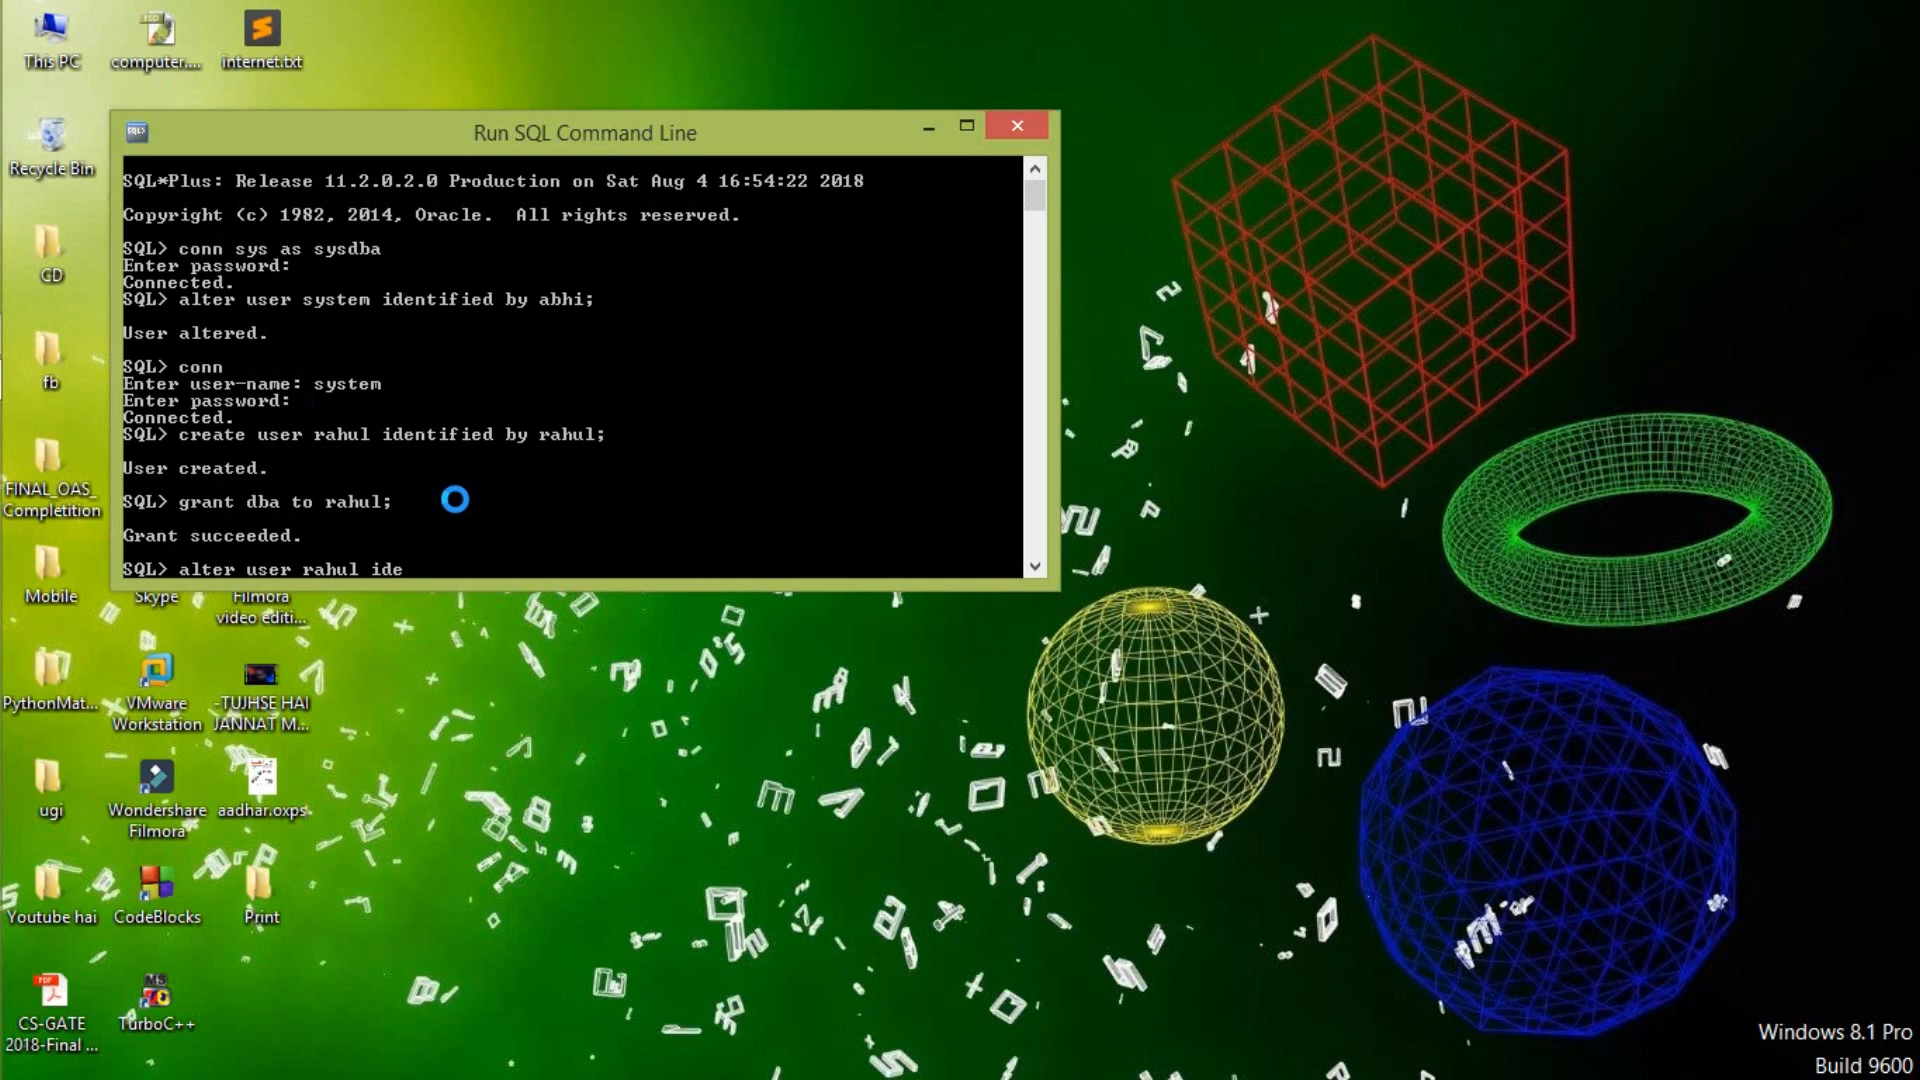 This PC
computer....
internet.txt
Recycle Bin
CD
fb
FINAL_OAS_
Completition
Mobile
Skype
Filmora
video editi...
PythonMat...
VMware
Workstation
-TUJHSE HAI
JANNAT M...
ugi
Wondershare
Filmora
aadhar.oxps
Youtube hai
CodeBlocks
Print
CS-GATE
2018-Final ...
TurboC++
Run SQL Command Line
SQL*Plus: Release 11.2.0.2.0 Production on Sat Aug 4 16:54:22 2018
Copyright (c) 1982, 2014, Oracle.  All rights reserved.
SQL> conn sys as sysdba
Enter password:
Connected.
SQL> alter user system identified by abhi;
User altered.
SQL> conn
Enter user-name: system
Enter password:
Connected.
SQL> create user rahul identified by rahul;
User created.
SQL> grant dba to rahul;
Grant succeeded.
SQL> alter user rahul ide
Windows 8.1 Pro
Build 9600